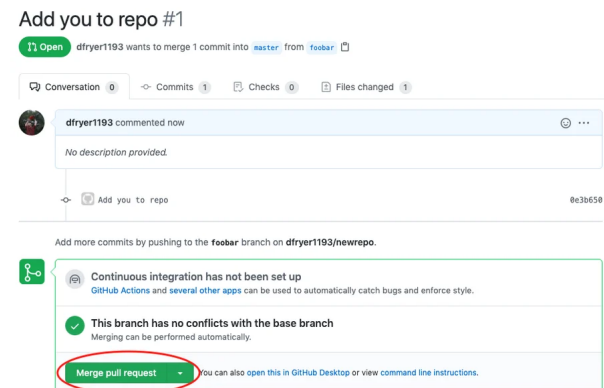 Add you to repo #1
Open dfryer1193 wants to merge 1 commit into master from foobar
Conversation 0 Commits 1 Checks 0 Files changed 1
dfryer1193 commented now
No description provided.
Add you to repo 0e3b650
Add more commits by pushing to the foobar branch on dfryer1193/newrepo.
Continuous integration has not been set up
GitHub Actions and several other apps can be used to automatically catch bugs and enforce style.
This branch has no conflicts with the base branch
Merging can be performed automatically.
Merge pull request You can also open this in GitHub Desktop or view command line instructions.